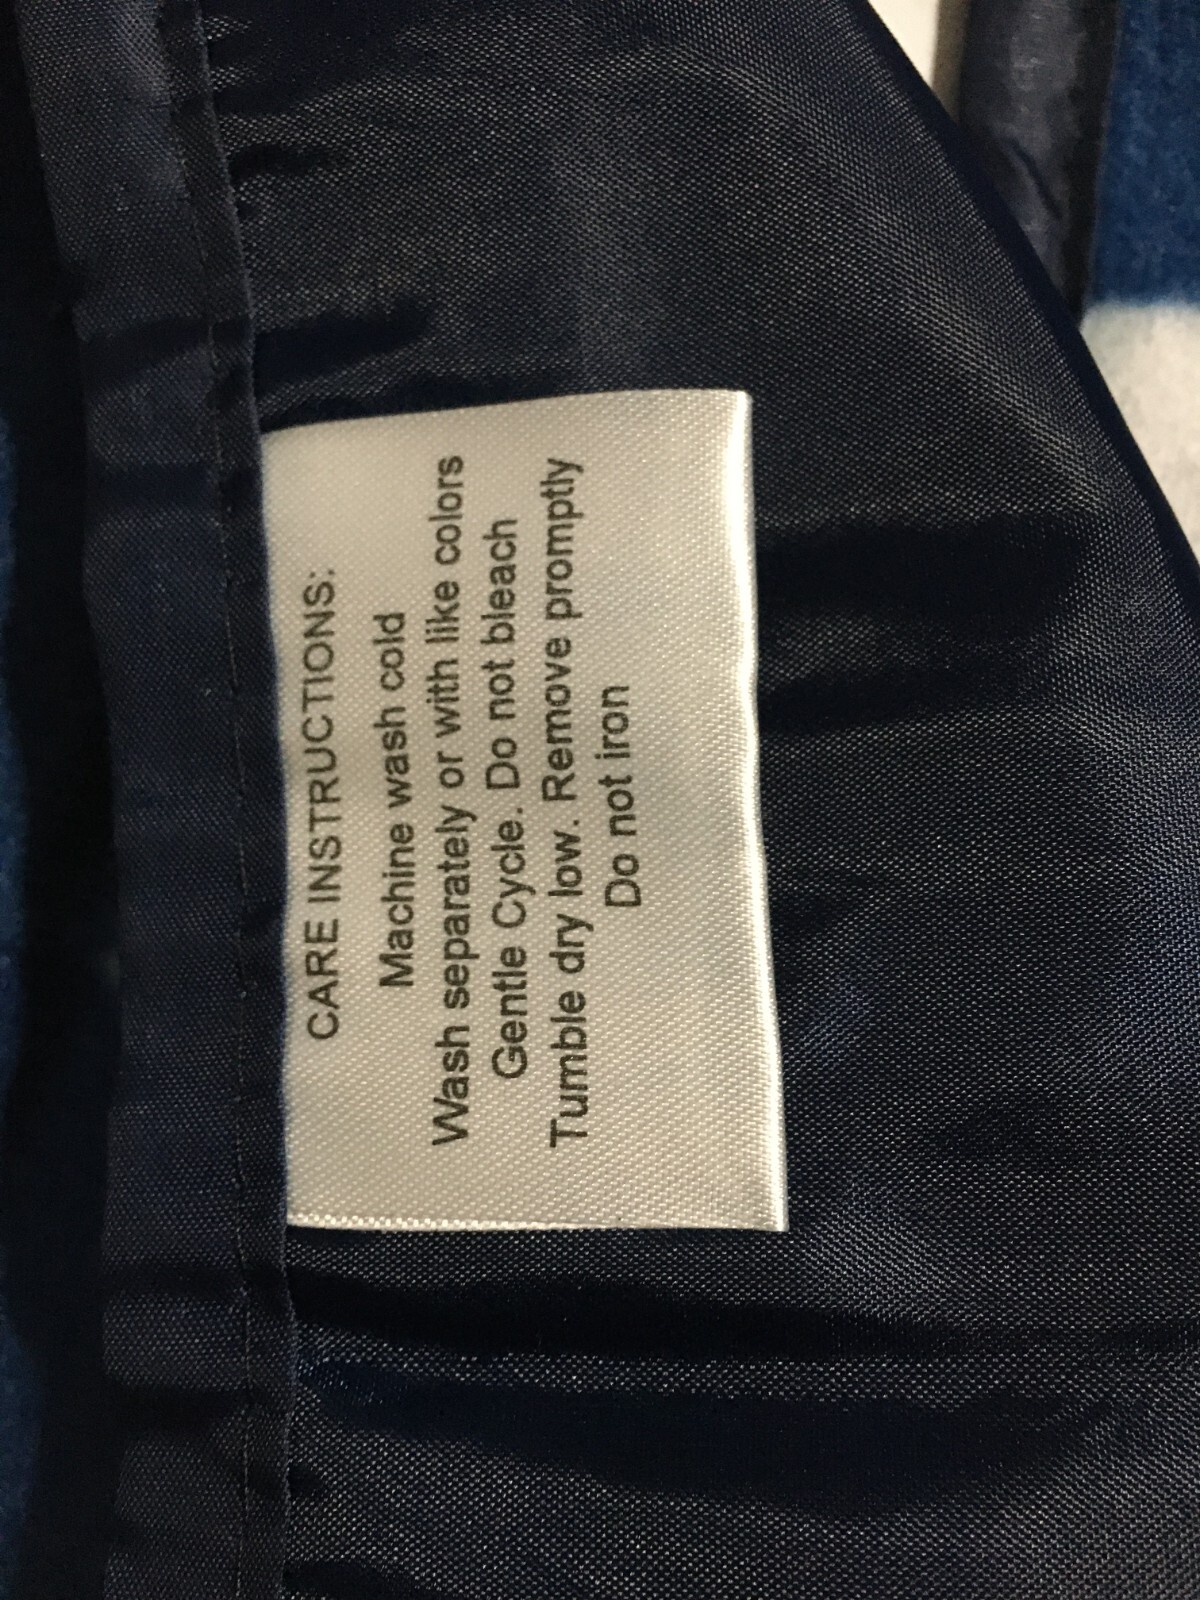 CARE INSTRUCTIONS:
Machine wash cold
Wash separately or with like colors
Gentle Cycle. Do not bleach
Tumble dry low. Remove promptly
Do not iron